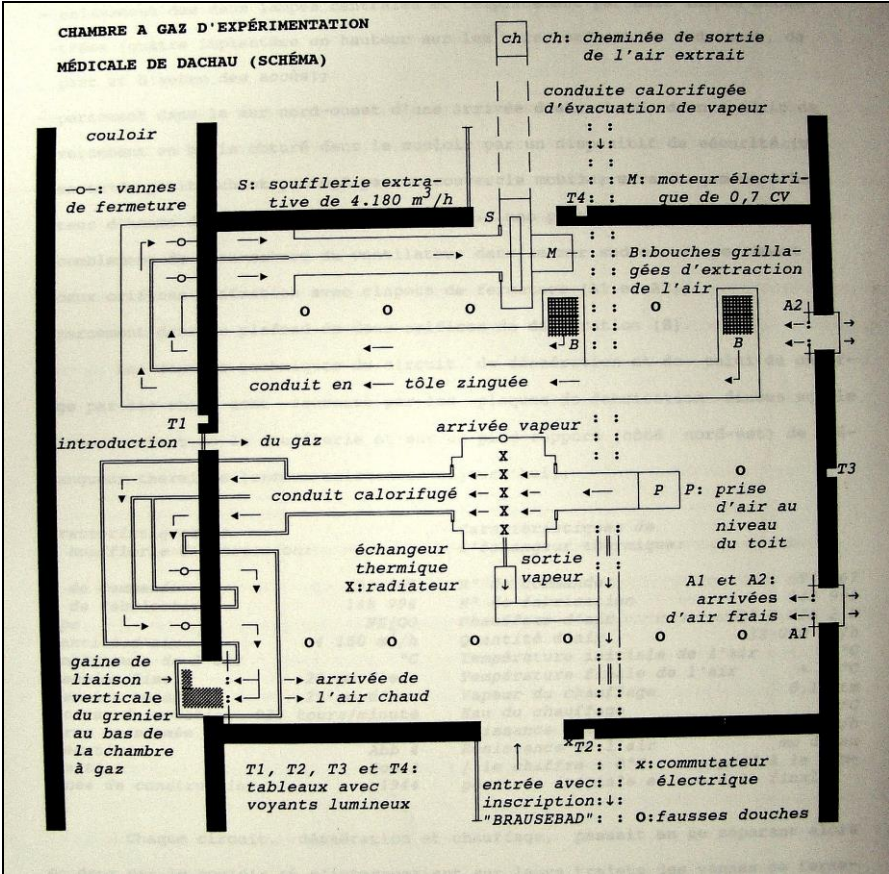 CHAMBRE A GAZ D'EXPÉRIMENTATION
MÉDICALE DE DACHAU (SCHÉMA)
ch
ch: cheminée de sortie
de l'air extrait
conduite calorifugée
d'évacuation de vapeur
couloir
—o—: vannes
de fermeture
S: soufflerie extra-
tive de 4.180 m³/h
S
T4
M: moteur électri-
que de 0,7 CV
M
B:bouches grilla-
gées d'extraction
de l'air
O O O O
A2
B
B
conduit en ← tôle zinguée
T1
introduction → du gaz
arrivée vapeur
X
X
X
X
conduit calorifugé
P
P: prise
d'air au
niveau
du toit
O
T3
échangeur
thermique
X:radiateur
sortie
vapeur
A1 et A2:
arrivées
d'air frais
A1
O O O O O O
gaine de
liaison →
verticale
du grenier
au bas de
la chambre
à gaz
→ arrivée de
l'air chaud
T1, T2, T3 et T4:
tableaux avec
voyants lumineux
entrée avec
inscription:
"BRAUSEBAD":
xT2:
x:commutateur
électrique
O:fausses douches